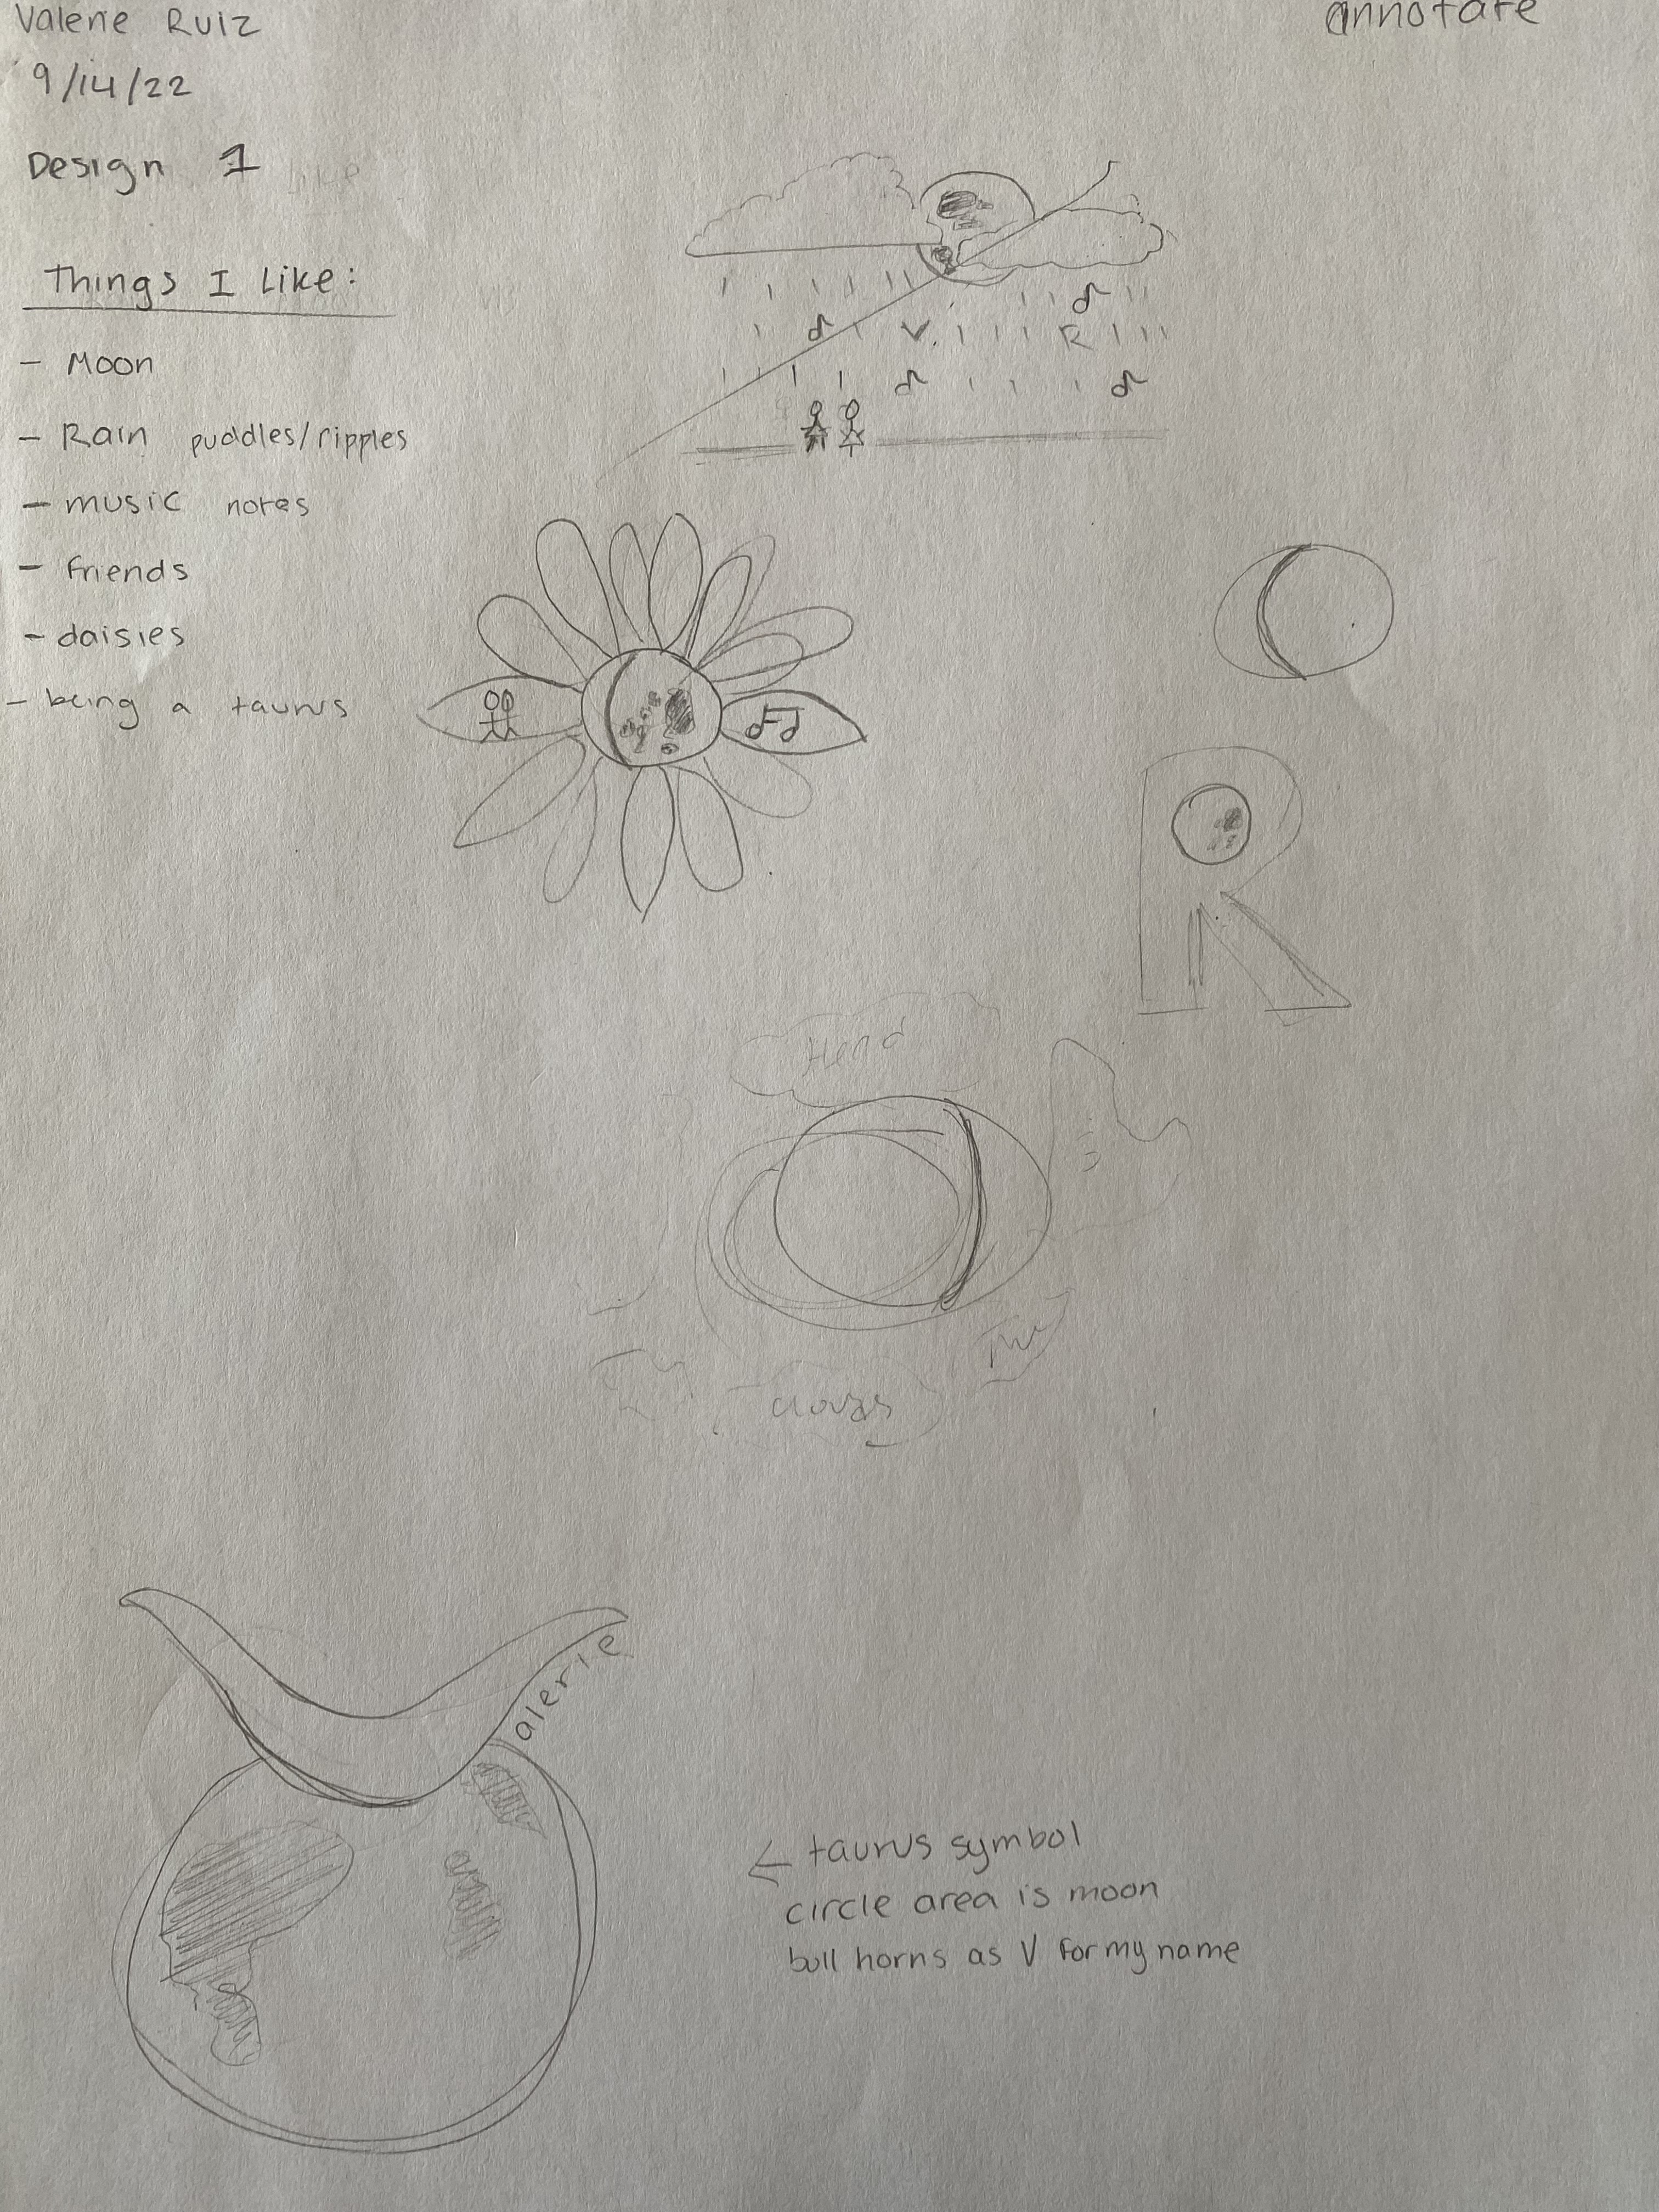 Valerie Ruiz
annotate
9/14/22
Design 1
like
Things I Like:
- Moon
- Rain puddles/ripples
- music notes
- friends
- daisies
- being a taurus
V.
R
R
clouds
alerie
← taurus symbol
circle area is moon
bull horns as V for my name